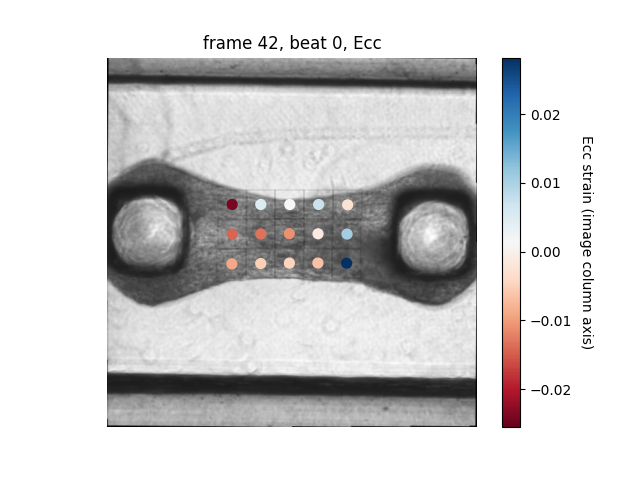 frame 42, beat 0, Ecc
0.02
0.01
0.00
−0.01
−0.02
Ecc strain (image column axis)